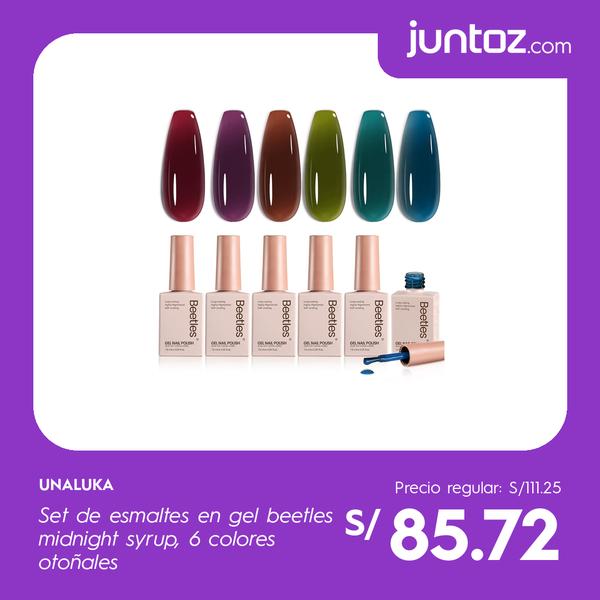 juntoz.com
Beetles
GEL NAIL POLISH
Beetles
GEL NAIL POLISH
Beetles
GEL NAIL POLISH
Beetles
GEL NAIL POLISH
Beetles
GEL NAIL POLISH
Beetles
UNALUKA
Set de esmaltes en gel beetles
midnight syrup, 6 colores
otoñales
Precio regular: S/111.25
S/ 85.72